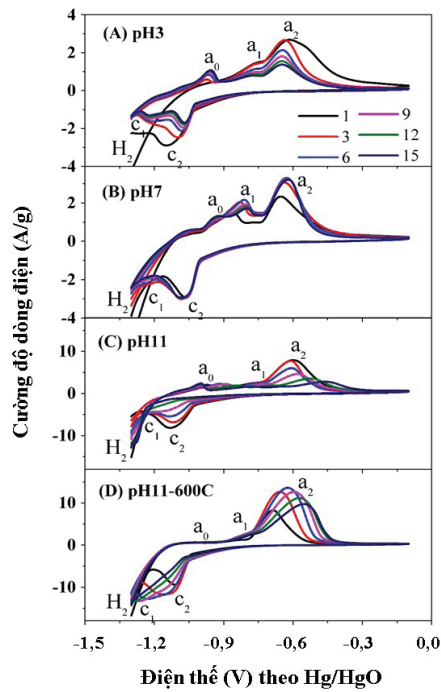 (A) pH3
a₀
a₁
a₂
4
2
0
-2
-4
c₁
c₂
H₂
1
3
6
9
12
15
(B) pH7
a₀
a₁
a₂
4
2
0
-2
-4
H₂
c₁
c₂
(C) pH11
a₀
a₁
a₂
10
0
-10
H₂
c₁
c₂
(D) pH11-600C
a₀
a₁
a₂
10
0
-10
H₂
c₁
c₂
-1,5
-1,2
-0,9
-0,6
-0,3
0,0
Cường độ dòng điện (A/g)
Điện thế (V) theo Hg/HgO